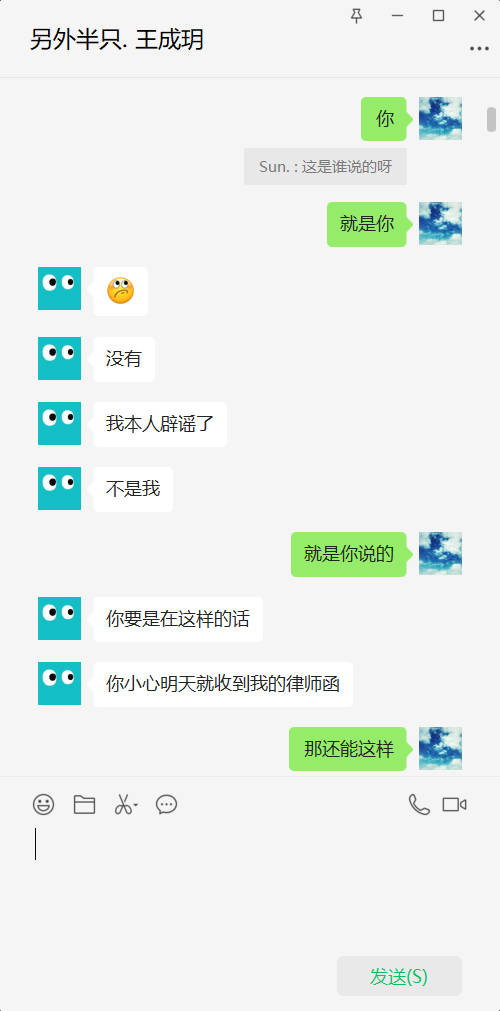 另外半只. 王成玥
你
Sun. : 这是谁说的呀
就是你
没有
我本人辟谣了
不是我
就是你说的
你要是在这样的话
你小心明天就收到我的律师函
那还能这样
发送(S)